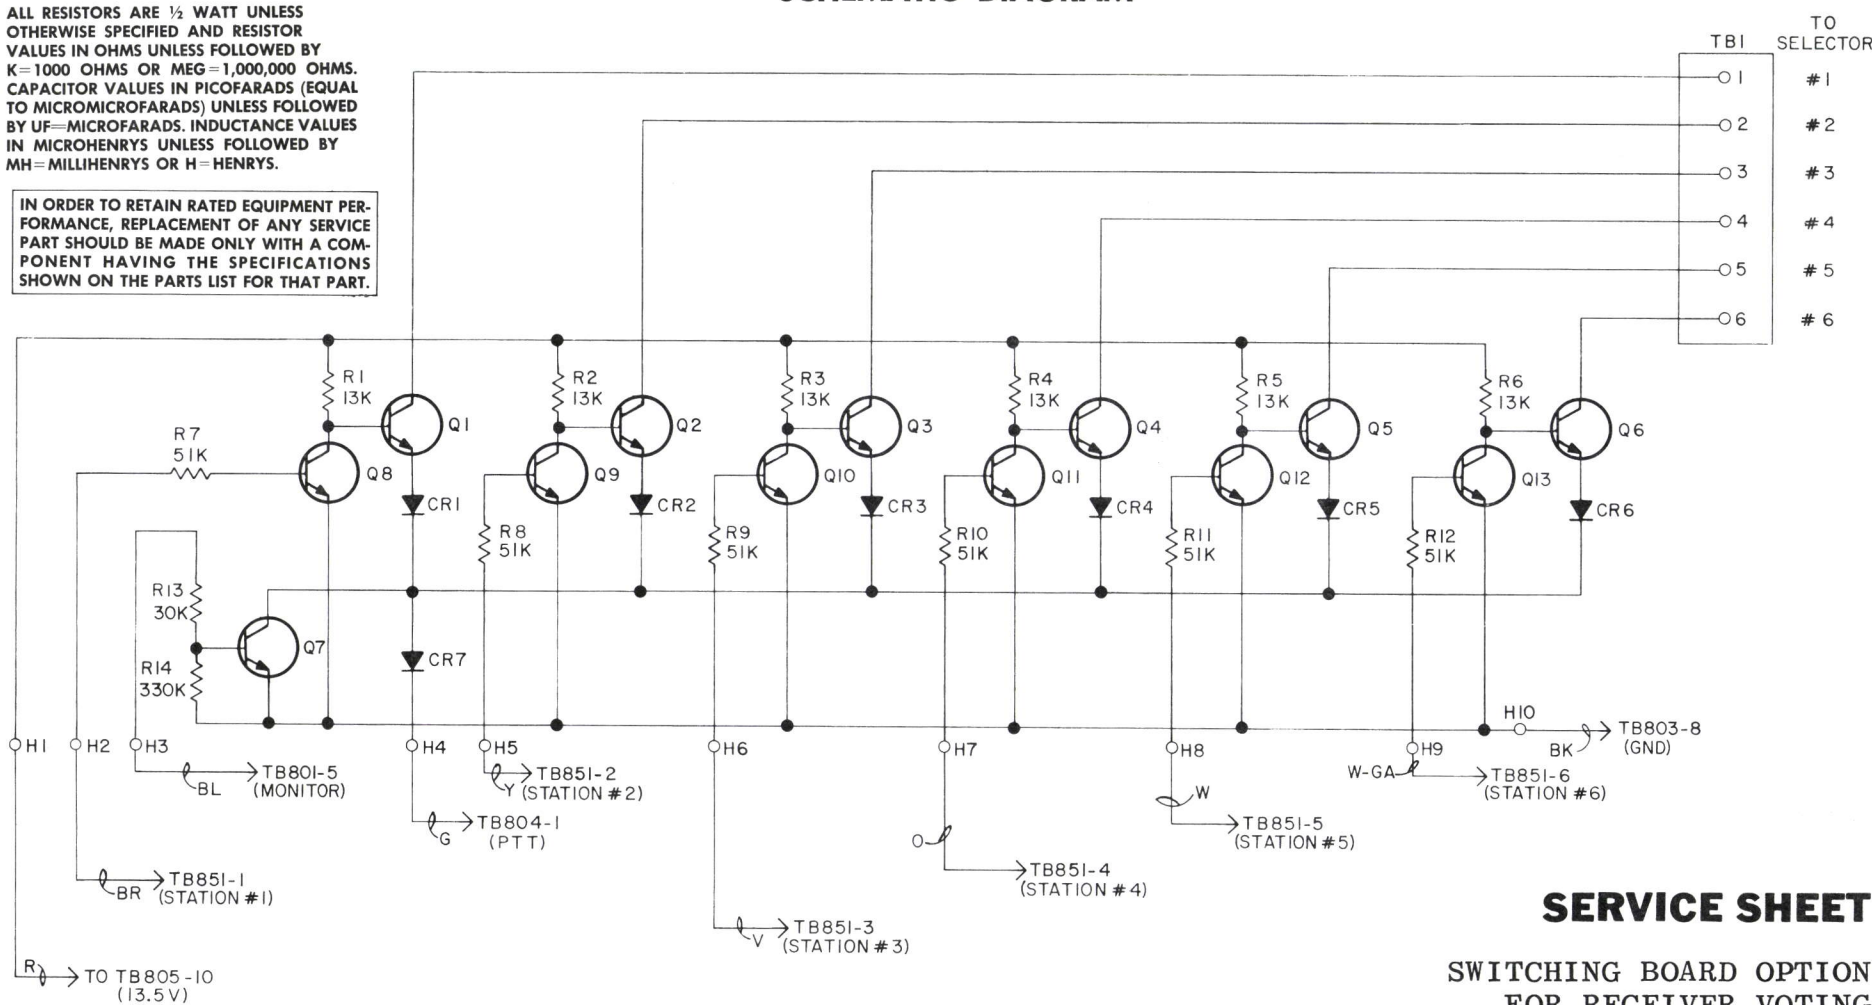 SCHEMATIC DIAGRAM
ALL RESISTORS ARE ½ WATT UNLESS
OTHERWISE SPECIFIED AND RESISTOR
VALUES IN OHMS UNLESS FOLLOWED BY
K=1000 OHMS OR MEG=1,000,000 OHMS.
CAPACITOR VALUES IN PICOFARADS (EQUAL
TO MICROMICROFARADS) UNLESS FOLLOWED
BY UF=MICROFARADS. INDUCTANCE VALUES
IN MICROHENRYS UNLESS FOLLOWED BY
MH=MILLIHENRYS OR H=HENRYS.
IN ORDER TO RETAIN RATED EQUIPMENT PER-
FORMANCE, REPLACEMENT OF ANY SERVICE
PART SHOULD BE MADE ONLY WITH A COM-
PONENT HAVING THE SPECIFICATIONS
SHOWN ON THE PARTS LIST FOR THAT PART.
TB1
TO
SELECTOR
1 #1
2 #2
3 #3
4 #4
5 #5
6 #6
R1
13K
Q1
R2
13K
Q2
R3
13K
Q3
R4
13K
Q4
R5
13K
Q5
R6
13K
Q6
R7
51K
Q8
CR1
Q9
CR2
Q10
CR3
Q11
CR4
Q12
CR5
Q13
CR6
R8
51K
R9
51K
R10
51K
R11
51K
R12
51K
R13
30K
R14
330K
Q7
CR7
H1
H2
H3
H4
H5
H6
H7
H8
H9
H10
BK
TB803-8
(GND)
BL
TB801-5
(MONITOR)
Y
TB851-2
(STATION #2)
W-GA
TB851-6
(STATION #6)
G
TB804-1
(PTT)
W
TB851-5
(STATION #5)
O
TB851-4
(STATION #4)
BR
TB851-1
(STATION #1)
V
TB851-3
(STATION #3)
R
TO TB805-10
(13.5V)
SERVICE SHEET
SWITCHING BOARD OPTION
FOR RECEIVER VOTING